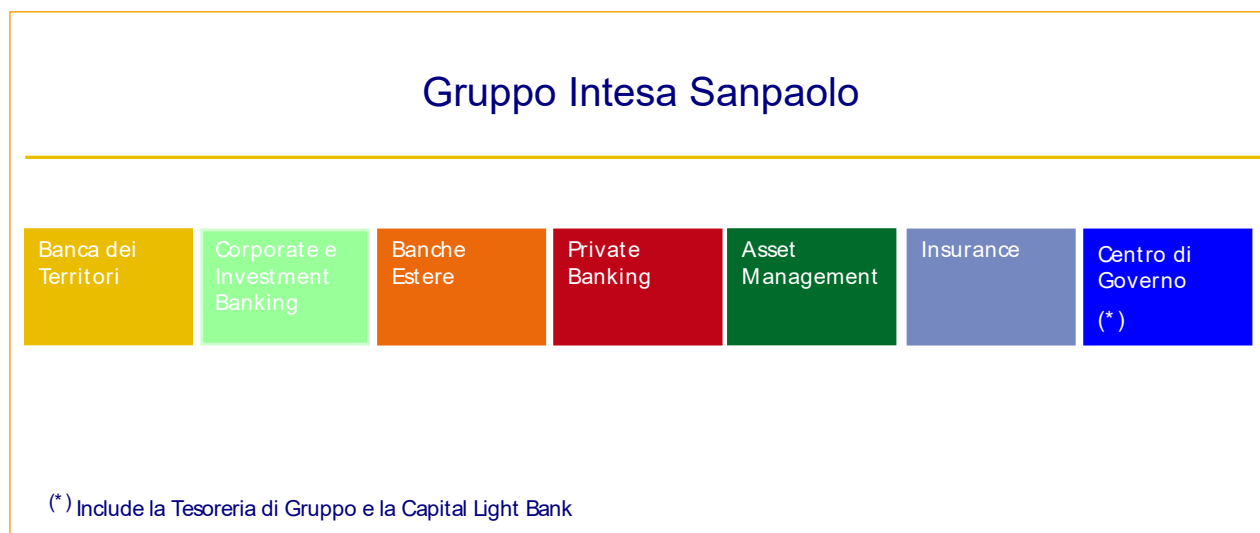 Gruppo Intesa Sanpaolo
Banca dei
Territori
Corporate e
Investment
Banking
Banche
Estere
Private
Banking
Asset
Management
Insurance
Centro di
Governo
(*)
(*) Include la Tesoreria di Gruppo e la Capital Light Bank